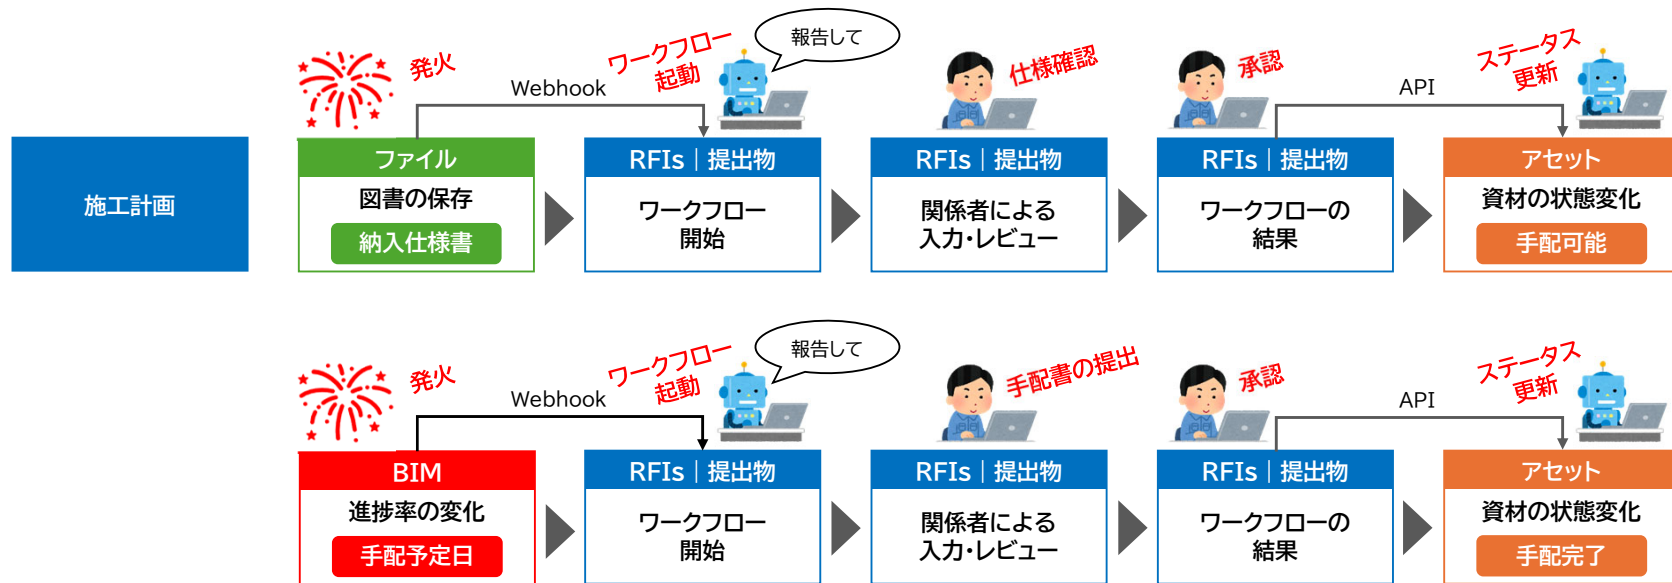 報告して
発火
ワークフロー
起動
仕様確認
承認
ステータス
更新
Webhook
API
施工計画
ファイル
図書の保存
納入仕様書
RFIs｜提出物
ワークフロー
開始
RFIs｜提出物
関係者による
入力・レビュー
RFIs｜提出物
ワークフローの
結果
アセット
資材の状態変化
手配可能
報告して
発火
ワークフロー
起動
手配書の提出
承認
ステータス
更新
Webhook
API
BIM
進捗率の変化
手配予定日
RFIs｜提出物
ワークフロー
開始
RFIs｜提出物
関係者による
入力・レビュー
RFIs｜提出物
ワークフローの
結果
アセット
資材の状態変化
手配完了